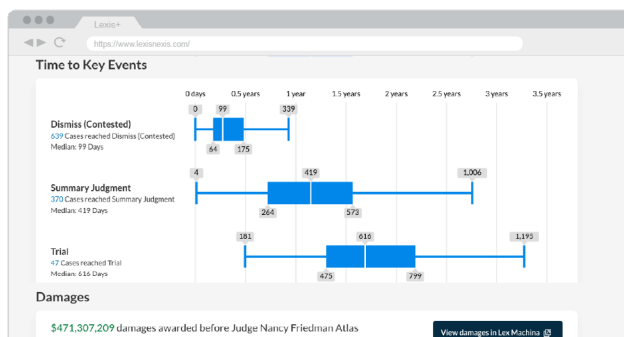 Lexis+
https://www.lexisnexis.com/
Time to Key Events
0 days 0.5 years 1 year 1.5 years 2 years 2.5 years 3 years 3.5 years
0 99 339
Dismiss (Contested)
639 Cases reached Dismiss (Contested)
Median: 99 Days
64 175
4 419 1,006
Summary Judgment
370 Cases reached Summary Judgment
Median: 419 Days
264 573
181 616 1,195
Trial
47 Cases reached Trial
Median: 616 Days
475 799
Damages
$471,307,209 damages awarded before Judge Nancy Friedman Atlas
View damages in Lex Machina